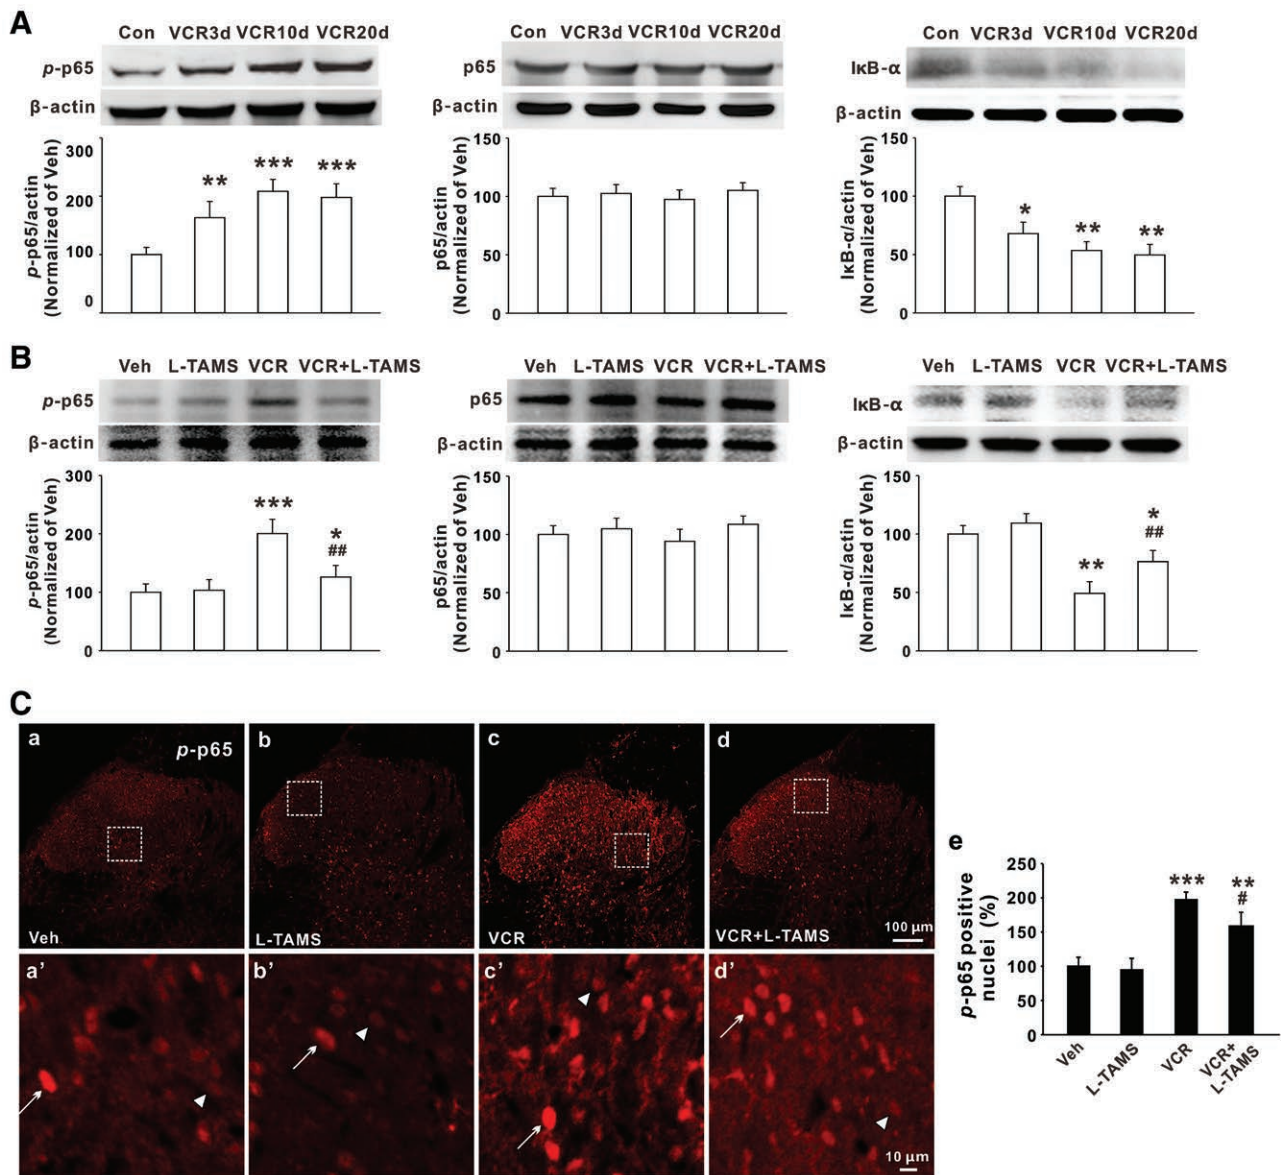 A
Con VCR3d VCR10d VCR20d
p-p65
β-actin
p-p65/actin
(Normalized of Veh)
300
200
100
0
** *** ***
Con VCR3d VCR10d VCR20d
p65
β-actin
p65/actin
(Normalized of Veh)
150
100
50
0
Con VCR3d VCR10d VCR20d
IκB-α
β-actin
IκB-α/actin
(Normalized of Veh)
150
100
50
0
* ** **
B
Veh L-TAMS VCR VCR+L-TAMS
p-p65
β-actin
p-p65/actin
(Normalized of Veh)
300
200
100
0
*** *
##
Veh L-TAMS VCR VCR+L-TAMS
p65
β-actin
p65/actin
(Normalized of Veh)
150
100
50
0
Veh L-TAMS VCR VCR+L-TAMS
IκB-α
β-actin
IκB-α/actin
(Normalized of Veh)
150
100
50
0
** *
##
C
a p-p65
Veh
b
L-TAMS
c
VCR
d
VCR+L-TAMS
100 µm
a'
b'
c'
d'
10 µm
e
p-p65 positive
nuclei (%)
250
200
150
100
50
0
*** **
#
Veh
L-TAMS
VCR
VCR+
L-TAMS